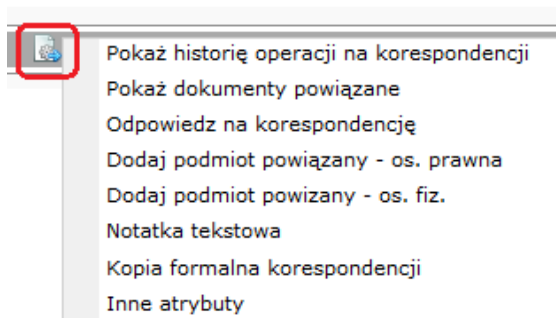 Pokaż historię operacji na korespondencji
Pokaż dokumenty powiązane
Odpowiedz na korespondencję
Dodaj podmiot powiązany - os. prawna
Dodaj podmiot powizany - os. fiz.
Notatka tekstowa
Kopia formalna korespondencji
Inne atrybuty